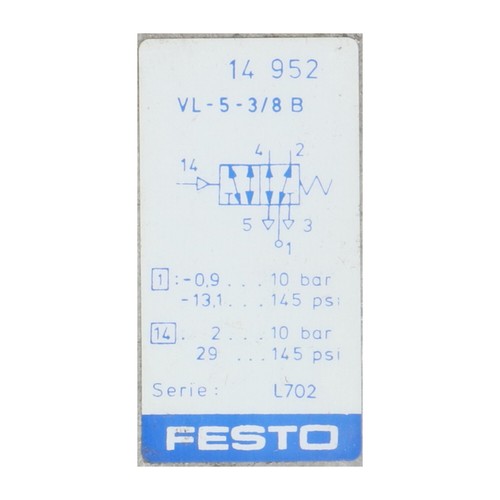 14 952
VL-5-3/8 B
4 2
14
5 3
1
1 : -0,9 ... 10 bar
-13,1 ... 145 psi
14 . 2 ... 10 bar
29 ... 145 psi
Serie: L702
FESTO